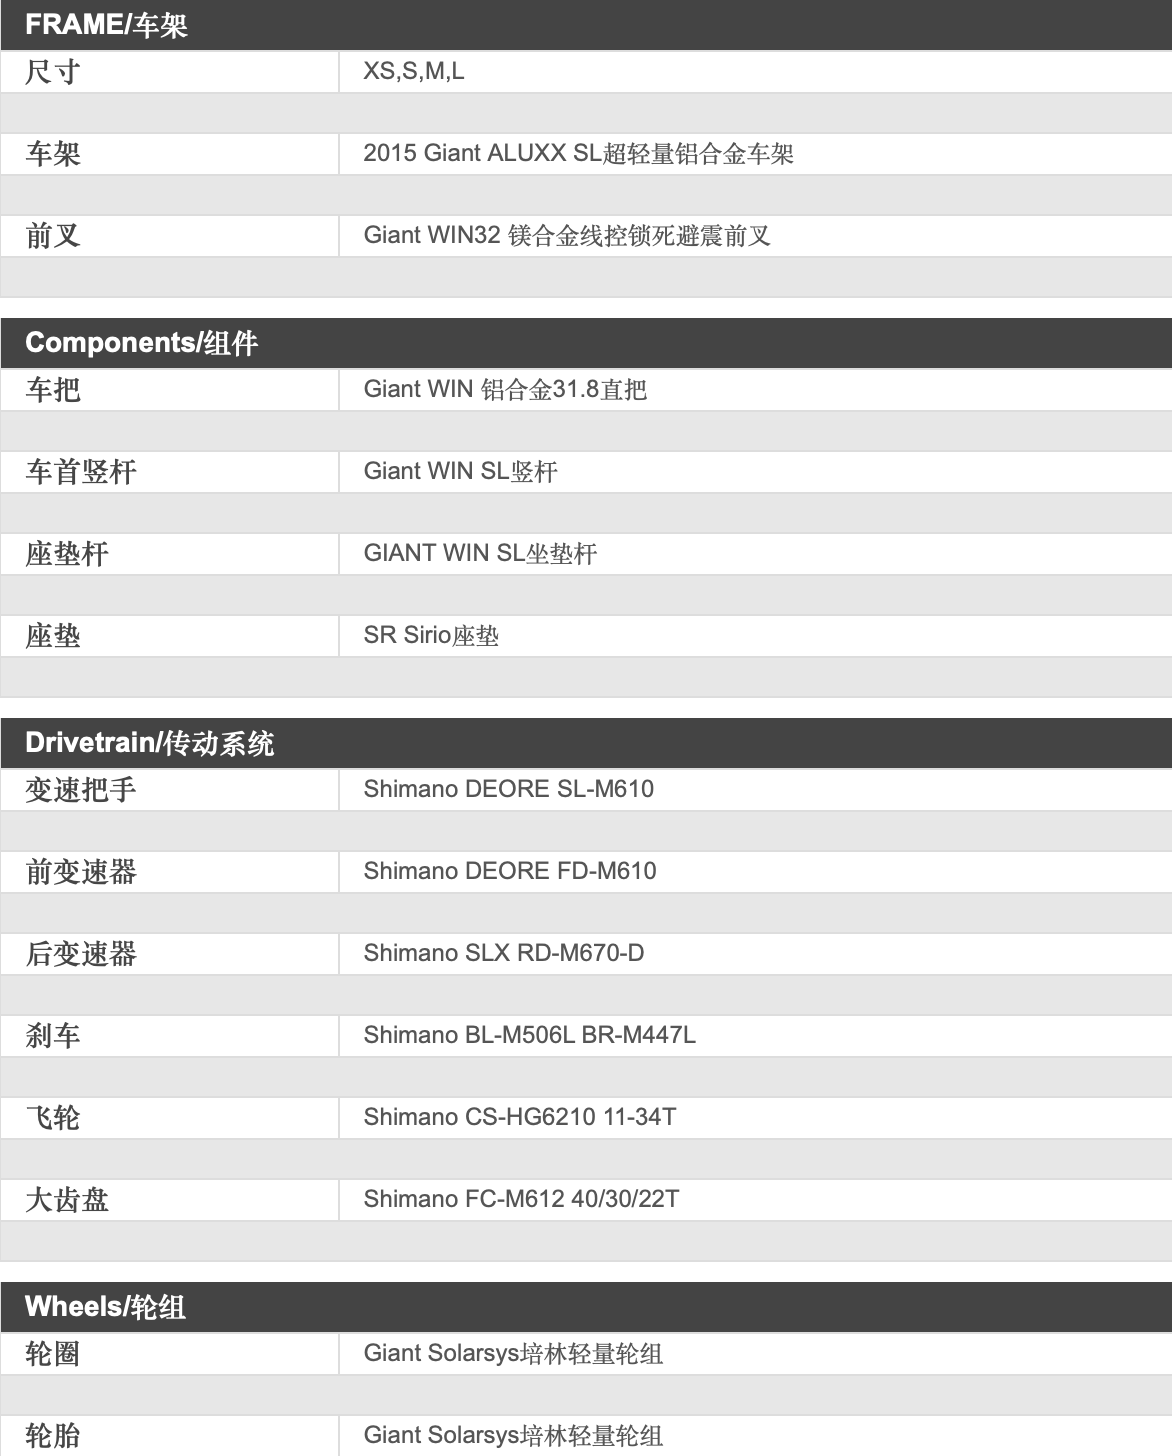 FRAME/车架
尺寸 XS,S,M,L
车架 2015 Giant ALUXX SL超轻量铝合金车架
前叉 Giant WIN32 镁合金线控锁死避震前叉
Components/组件
车把 Giant WIN 铝合金31.8直把
车首竖杆 Giant WIN SL竖杆
座垫杆 GIANT WIN SL坐垫杆
座垫 SR Sirio座垫
Drivetrain/传动系统
变速把手 Shimano DEORE SL-M610
前变速器 Shimano DEORE FD-M610
后变速器 Shimano SLX RD-M670-D
刹车 Shimano BL-M506L BR-M447L
飞轮 Shimano CS-HG6210 11-34T
大齿盘 Shimano FC-M612 40/30/22T
Wheels/轮组
轮圈 Giant Solarsys培林轻量轮组
轮胎 Giant Solarsys培林轻量轮组